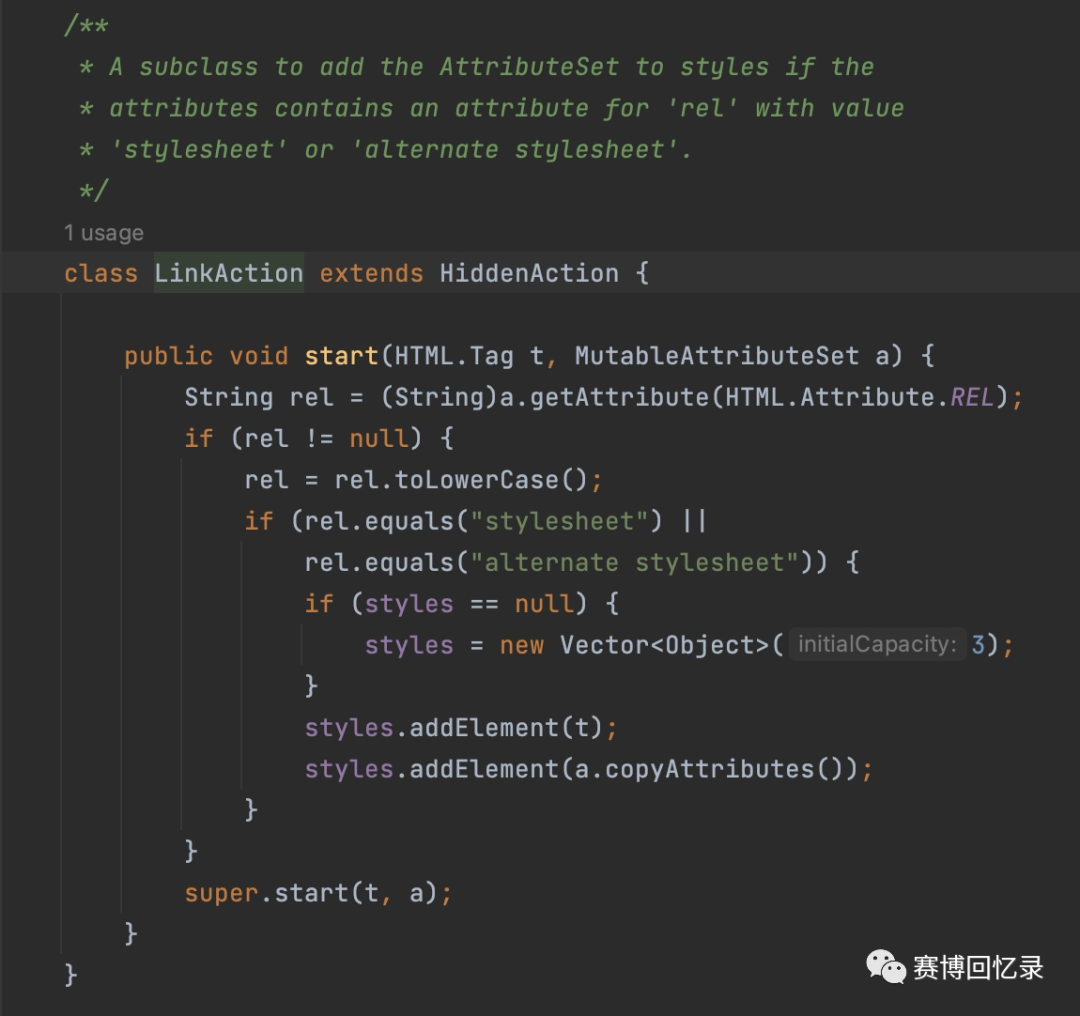 /**
 * A subclass to add the AttributeSet to styles if the
 * attributes contains an attribute for 'rel' with value
 * 'stylesheet' or 'alternate stylesheet'.
 */
1 usage
class LinkAction extends HiddenAction {
    public void start(HTML.Tag t, MutableAttributeSet a) {
        String rel = (String)a.getAttribute(HTML.Attribute.REL);
        if (rel != null) {
            rel = rel.toLowerCase();
            if (rel.equals("stylesheet") ||
                rel.equals("alternate stylesheet")) {
                if (styles == null) {
                    styles = new Vector<Object>( initialCapacity: 3);
                }
                styles.addElement(t);
                styles.addElement(a.copyAttributes());
            }
        }
        super.start(t, a);
    }
}
赛博回忆录